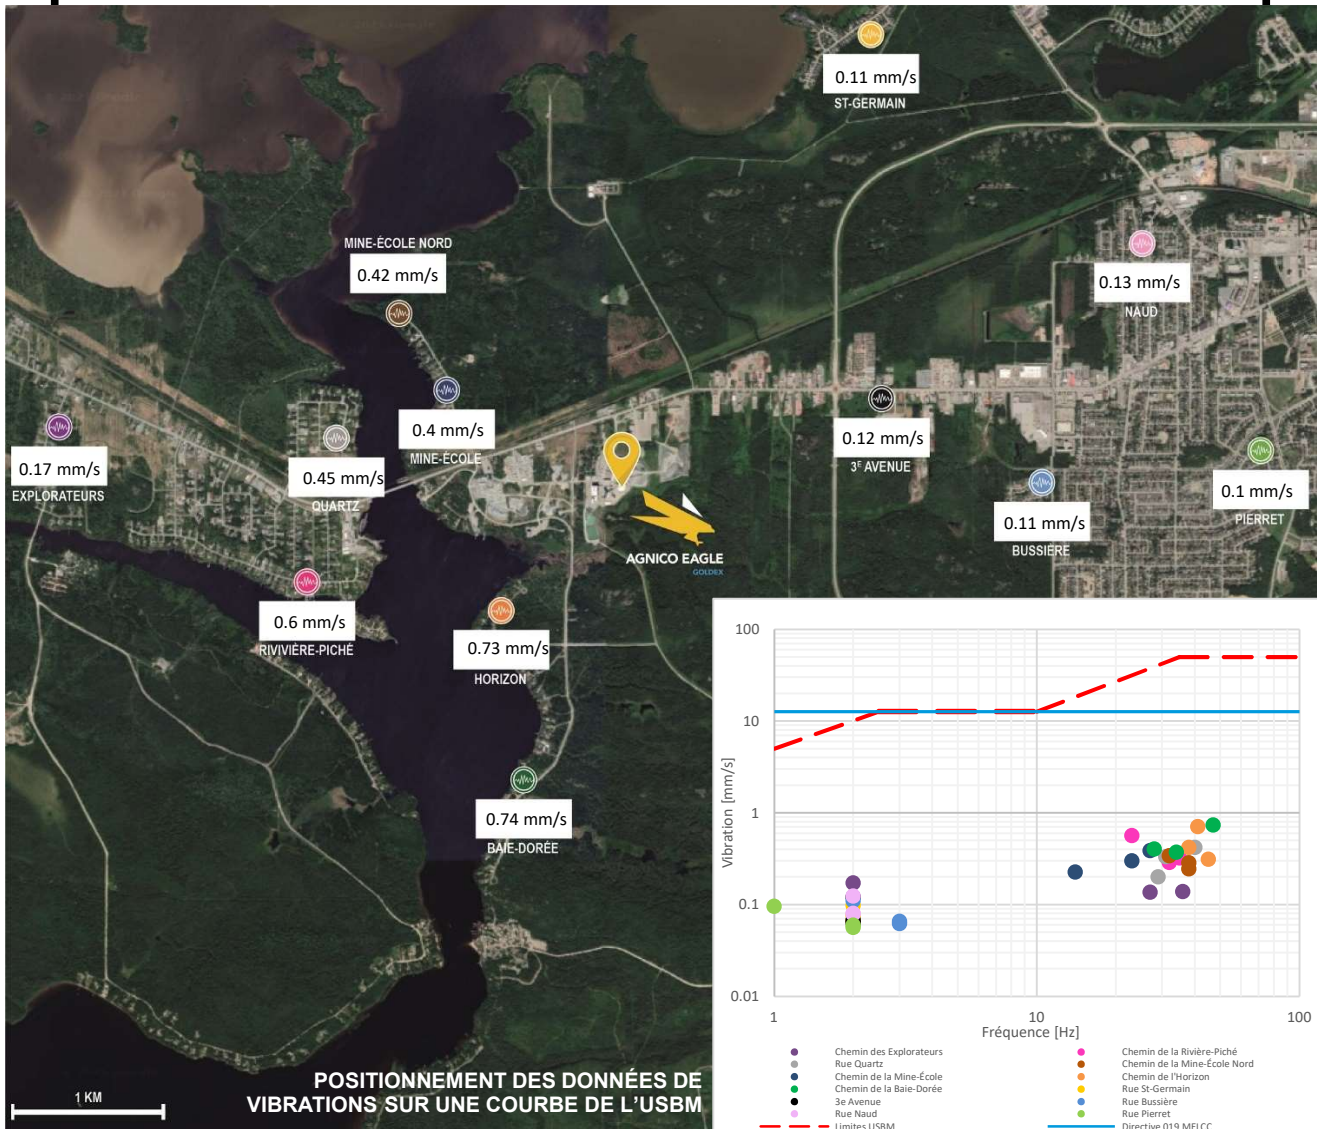 0.11 mm/s
ST-GERMAIN
MINE-ÉCOLE NORD
0.42 mm/s
0.13 mm/s
NAUD
0.4 mm/s
MINE-ÉCOLE
0.17 mm/s
EXPLORATEURS
0.45 mm/s
QUARTZ
0.12 mm/s
3E AVENUE
0.1 mm/s
PIERRET
0.11 mm/s
BUSSIÈRE
AGNICO EAGLE
GOLDEX
0.6 mm/s
RIVIVIÈRE-PICHÉ
0.73 mm/s
HORIZON
0.74 mm/s
BAIE-DORÉE
POSITIONNEMENT DES DONNÉES DE
VIBRATIONS SUR UNE COURBE DE L'USBM
1 KM
100
10
1
0.1
0.01
Vibration [mm/s]
1
10
100
Fréquence [Hz]
Chemin des Explorateurs
Chemin de la Rivière-Piché
Rue Quartz
Chemin de la Mine-École Nord
Chemin de la Mine-École
Chemin de l'Horizon
Chemin de la Baie-Dorée
Rue St-Germain
3e Avenue
Rue Bussière
Rue Naud
Rue Pierret
Limites USBM
Directive 019 MELCC